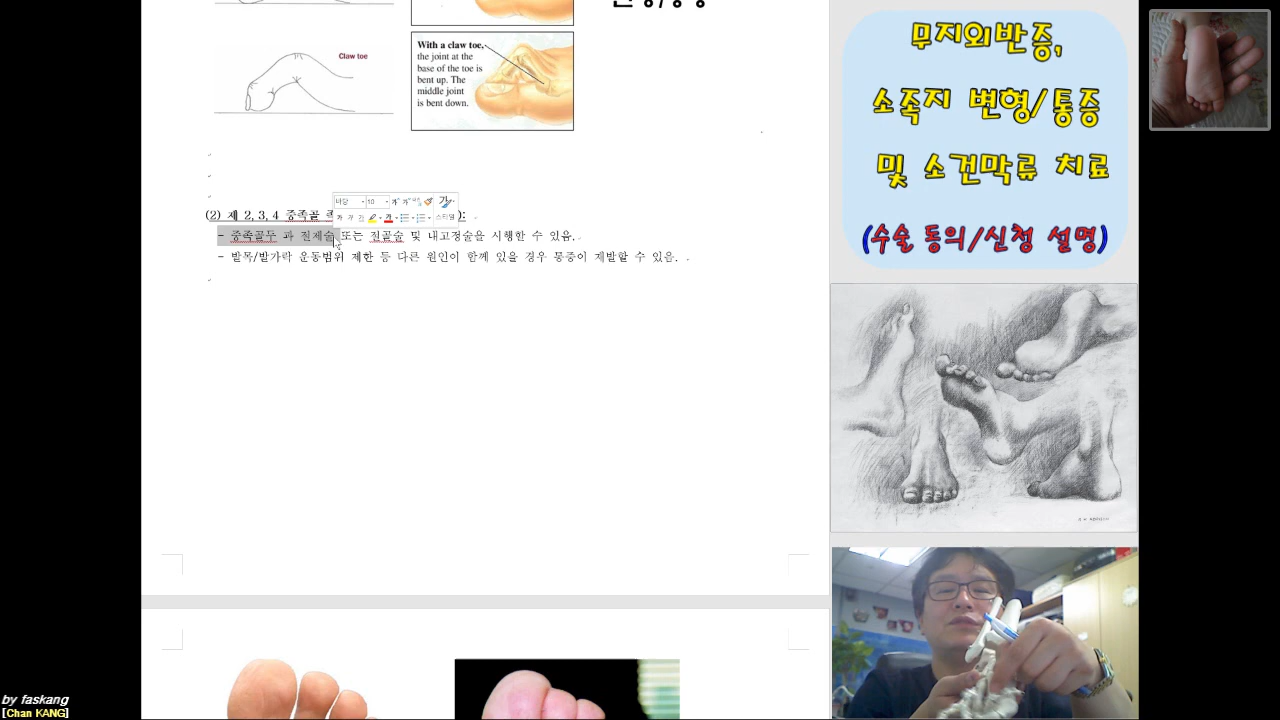 Claw toe
With a claw toe,
the joint at the
base of the toe is
bent up. The
middle joint
is bent down.
(2) 제 2, 3, 4 중족골
- 중족골두 과 절제술 또는 절골술 및 내고정술을 시행할 수 있음.
- 발목/발가락 운동범위 제한 등 다른 원인이 함께 있을 경우 통증이 재발할 수 있음.
무지외반증,
소족지 변형/통증
및 소건막류 치료
(수술 동의/신청 설명)
by faskang
[Chan KANG]